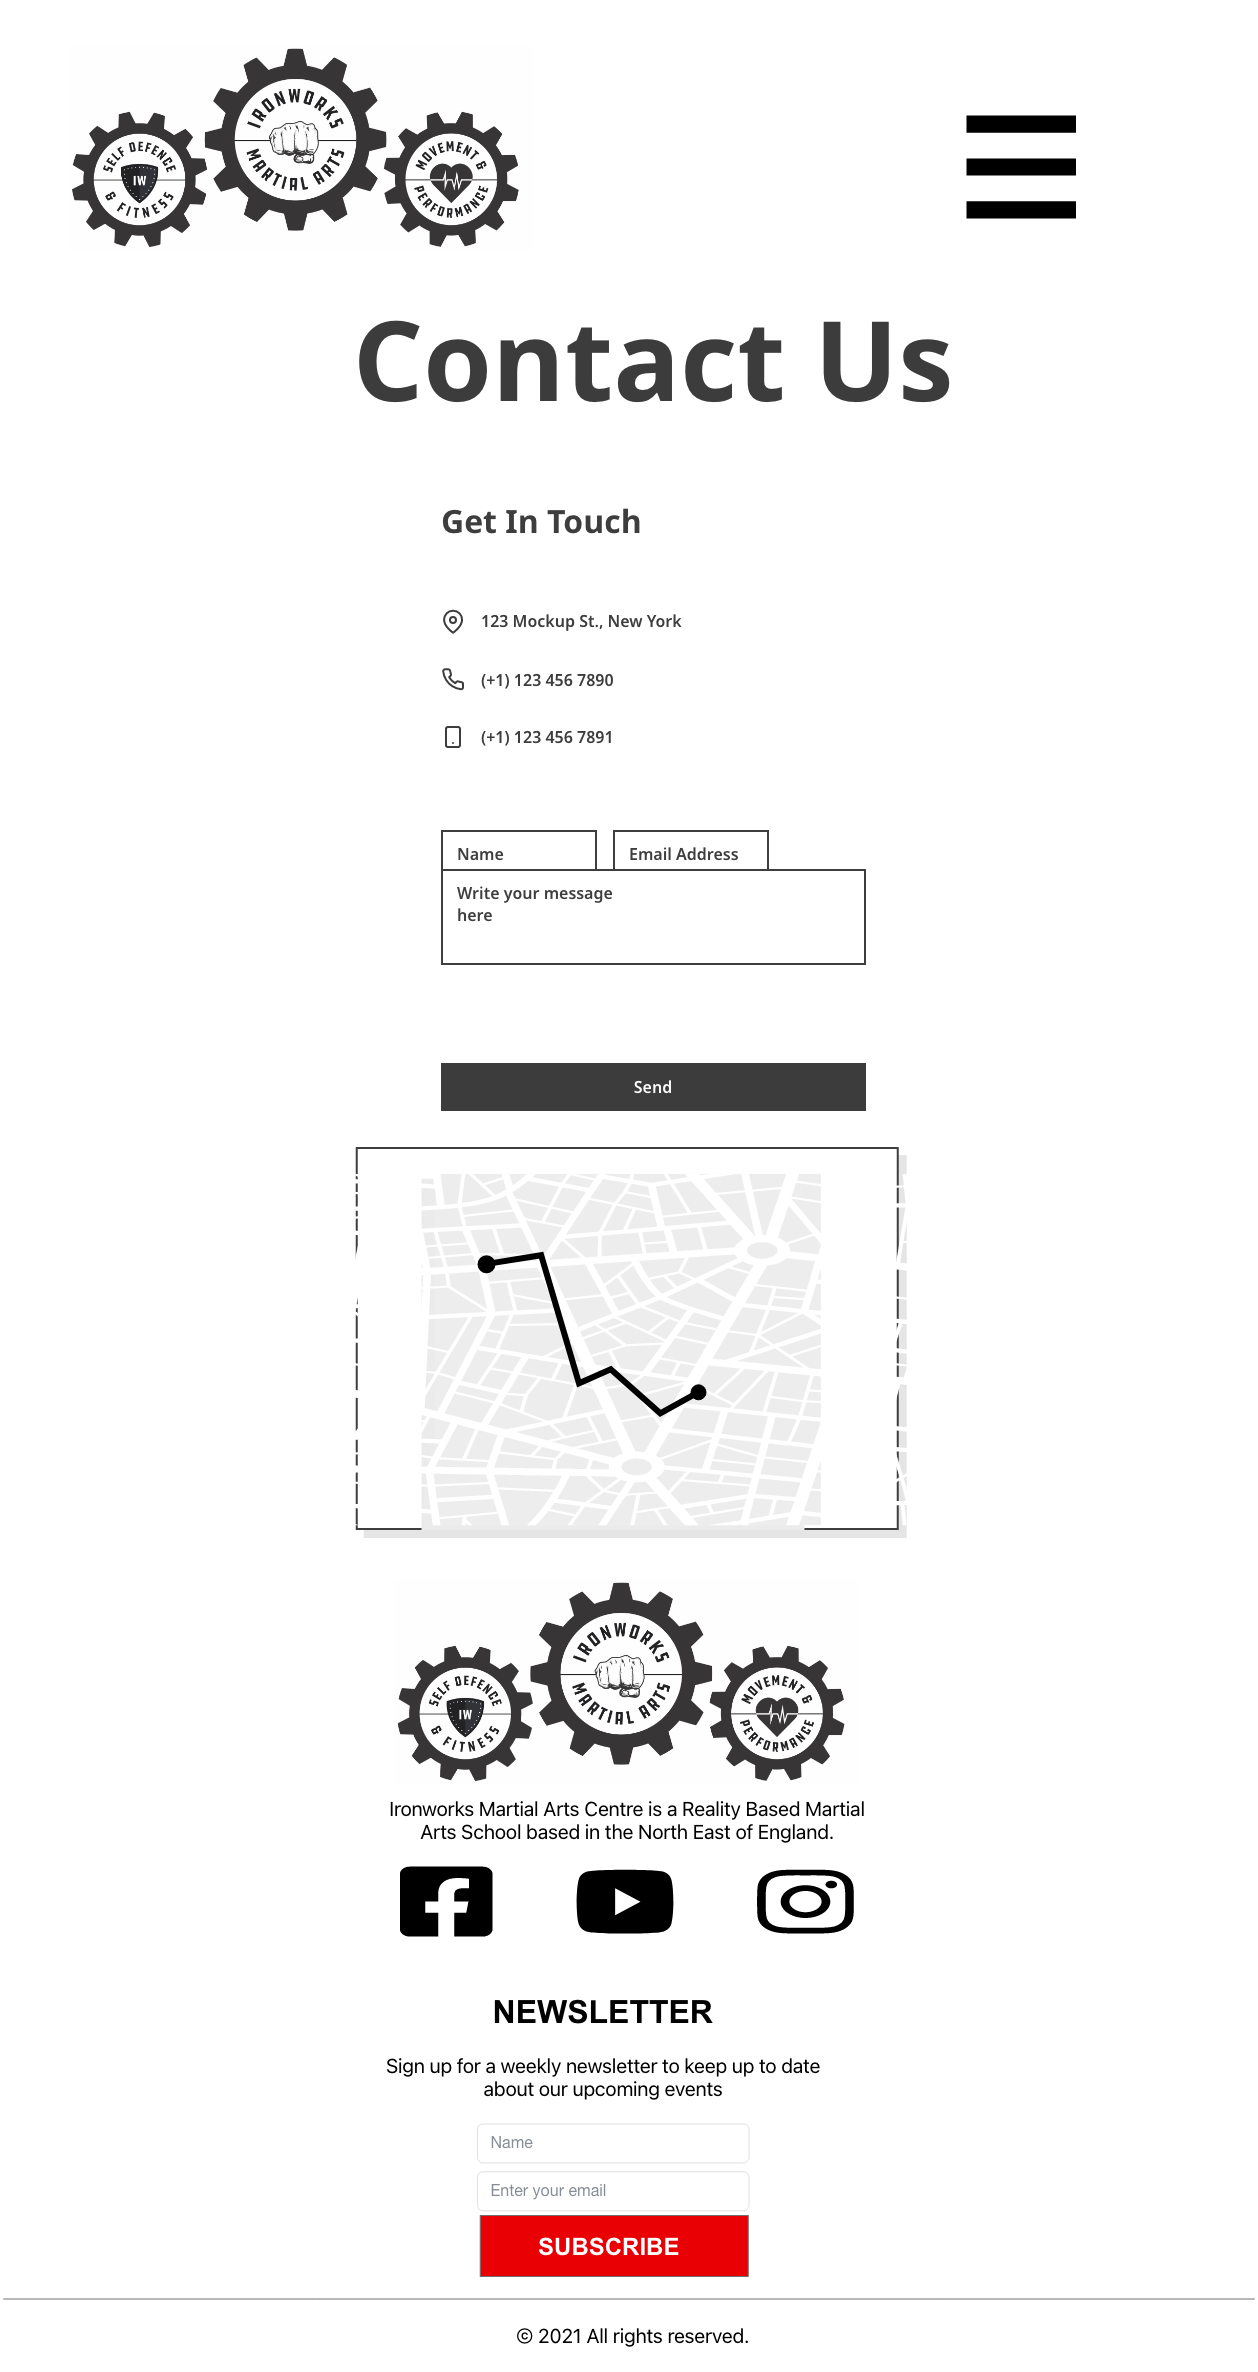 IRONWORKS
MARTIAL ARTS
SELF DEFENCE
IW
& FITNESS
MOVEMENT &
PERFORMANCE
Contact Us
Get In Touch
123 Mockup St., New York
(+1) 123 456 7890
(+1) 123 456 7891
Name
Email Address
Write your message
here
Send
IRONWORKS
MARTIAL ARTS
SELF DEFENCE
IW
& FITNESS
MOVEMENT &
PERFORMANCE
Ironworks Martial Arts Centre is a Reality Based Martial
Arts School based in the North East of England.
NEWSLETTER
Sign up for a weekly newsletter to keep up to date
about our upcoming events
Name
Enter your email
SUBSCRIBE
© 2021 All rights reserved.